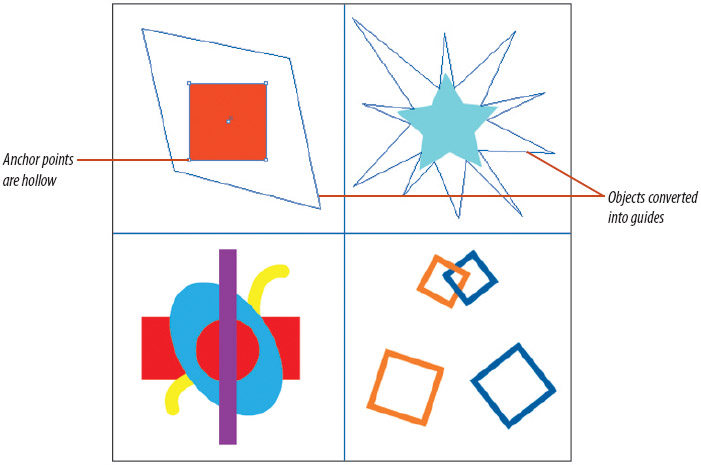 Anchor points
are hollow
Objects converted
into guides